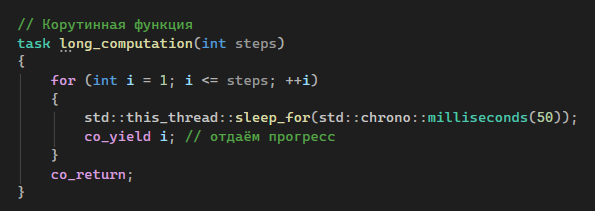 // Корутинная функция
task long_computation(int steps)
{
    for (int i = 1; i <= steps; ++i)
    {
        std::this_thread::sleep_for(std::chrono::milliseconds(50));
        co_yield i; // отдаём прогресс
    }
    co_return;
}